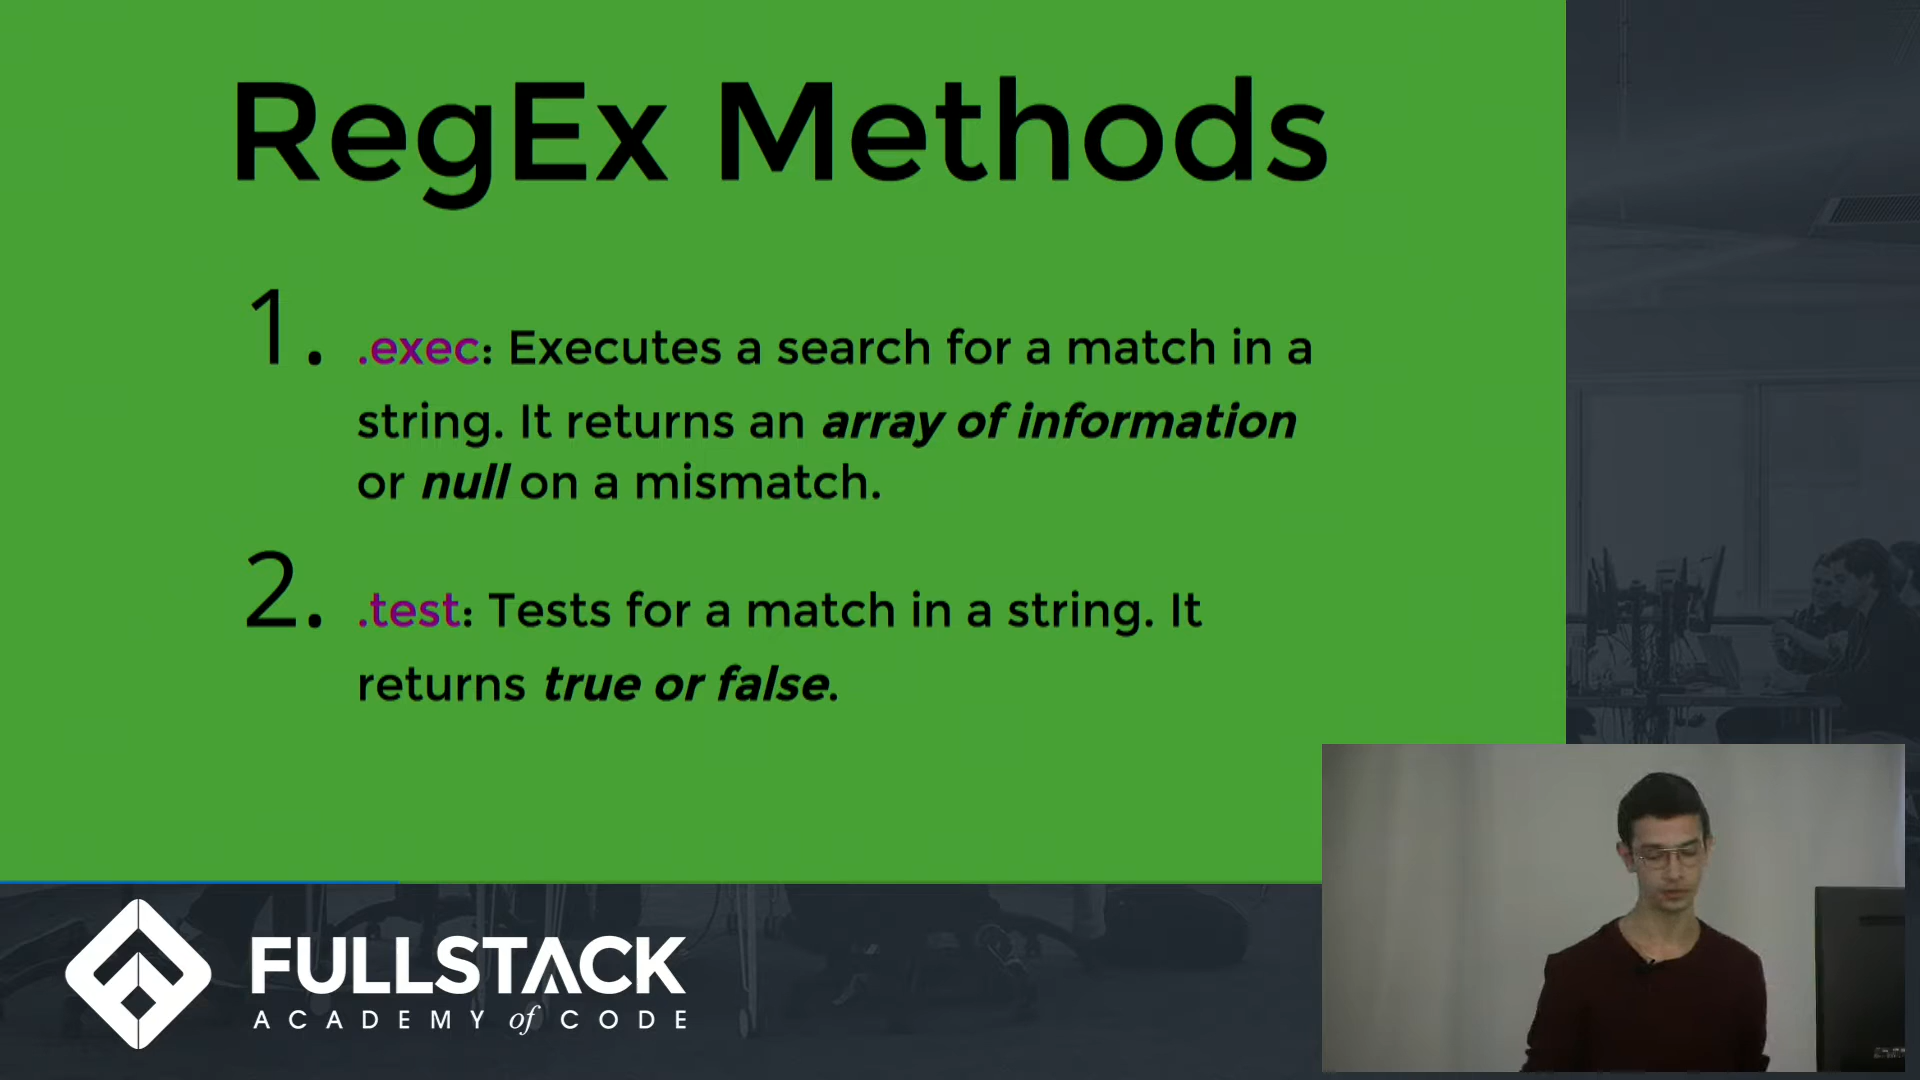 RegEx Methods
1. .exec: Executes a search for a match in a
string. It returns an array of information
or null on a mismatch.
2. .test: Tests for a match in a string. It
returns true or false.
FULLSTACK
ACADEMY of CODE